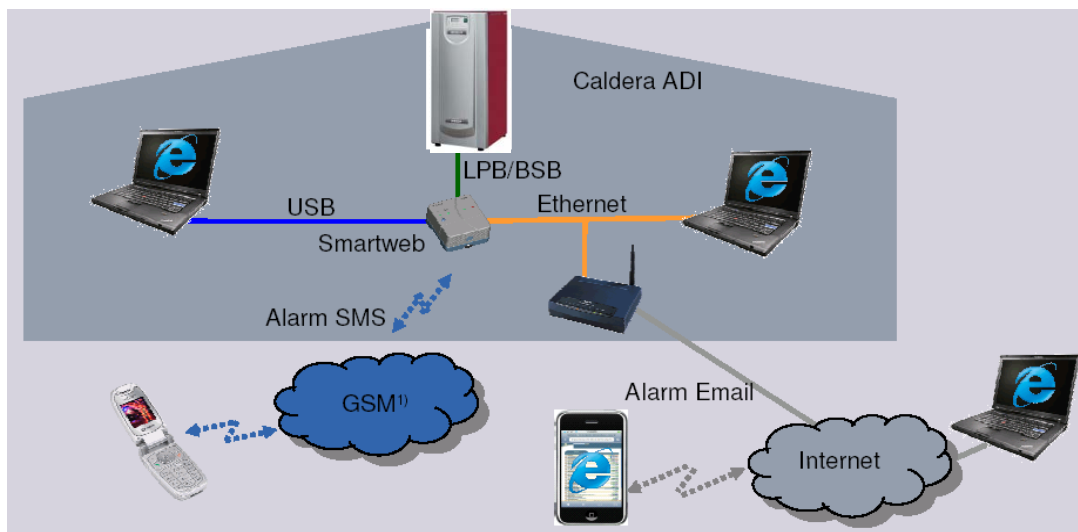 Caldera ADI
LPB/BSB
USB
Ethernet
Smartweb
Alarm SMS
GSM¹⁾
Alarm Email
Internet